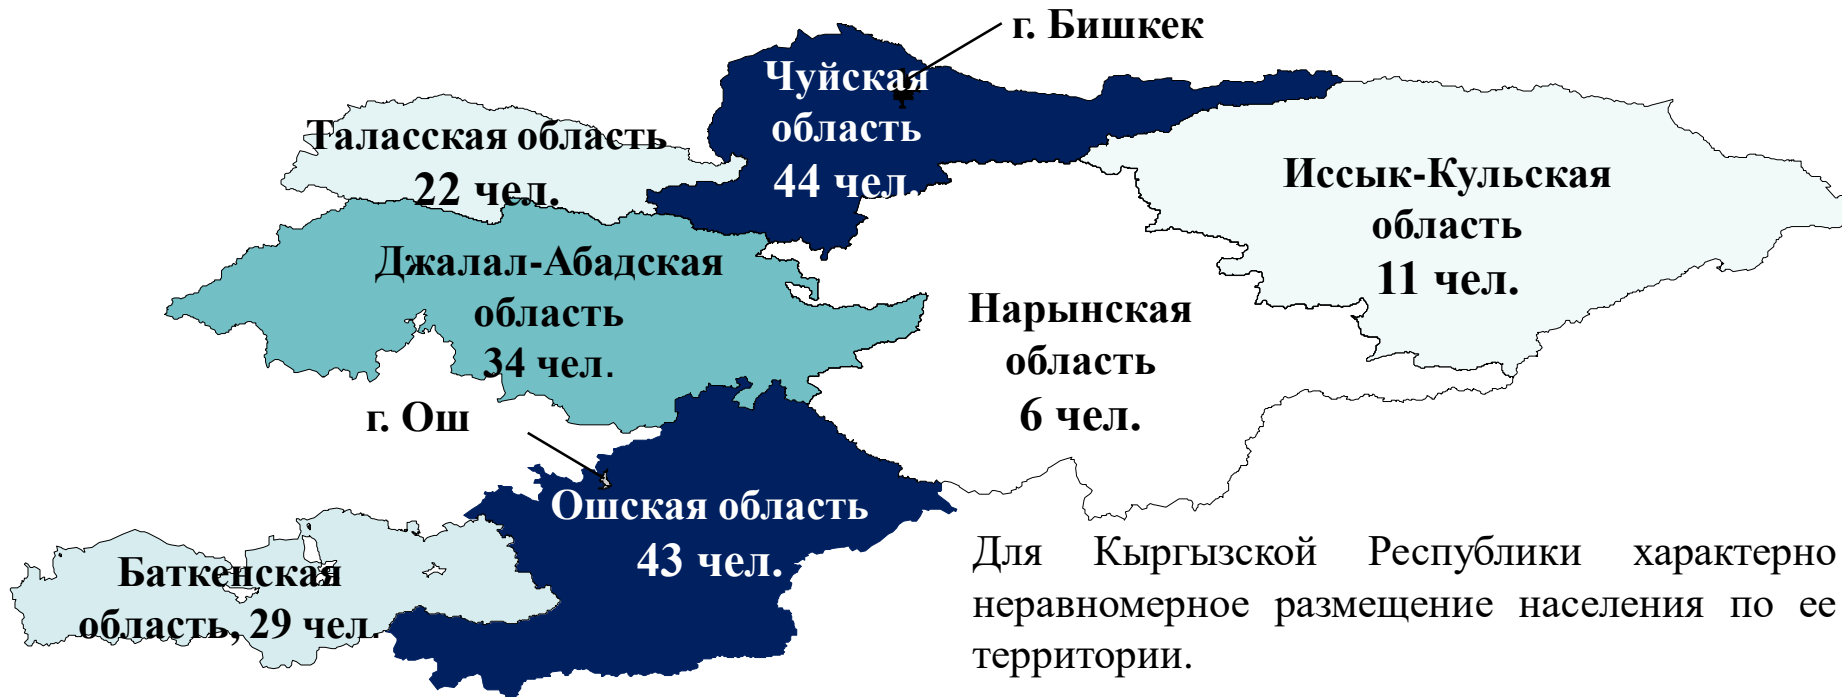 г. Бишкек
Чуйская
область
44 чел.
Таласская область
22 чел.
Иссык-Кульская
область
11 чел.
Джалал-Абадская
область
34 чел.
Нарынская
область
6 чел.
г. Ош
Ошская область
43 чел.
Баткенская
область, 29 чел.
Для Кыргызской Республики характерно
неравномерное размещение населения по ее
территории.